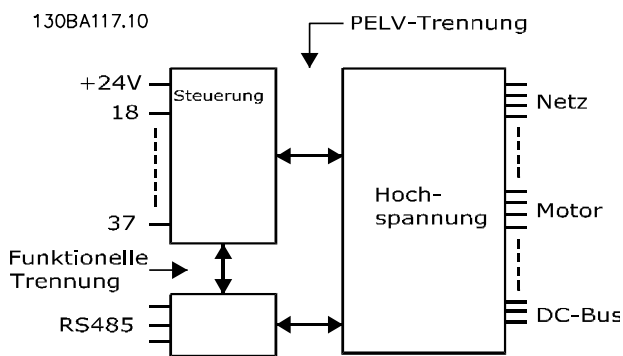 130BA117.10
PELV-Trennung
+24V
Steuerung
18
Netz
Hoch-
spannung
37
Motor
Funktionelle
Trennung
RS485
DC-Bus